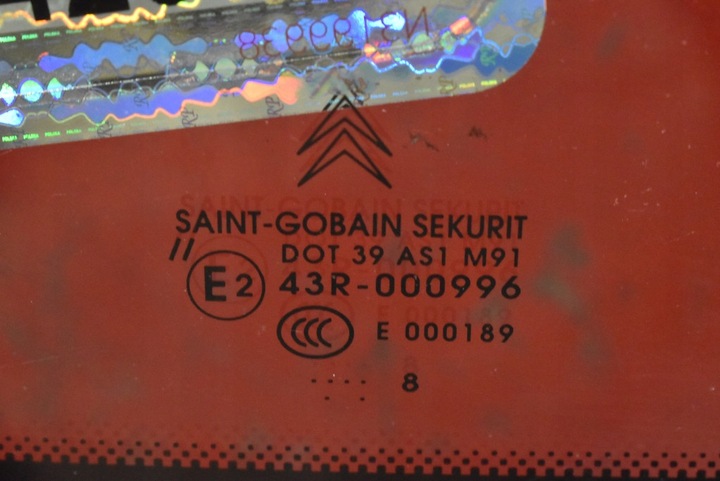 SAINT-GOBAIN SEKURIT
DOT 39 AS1 M91
E2 43R-000996
CCC E 000189
8